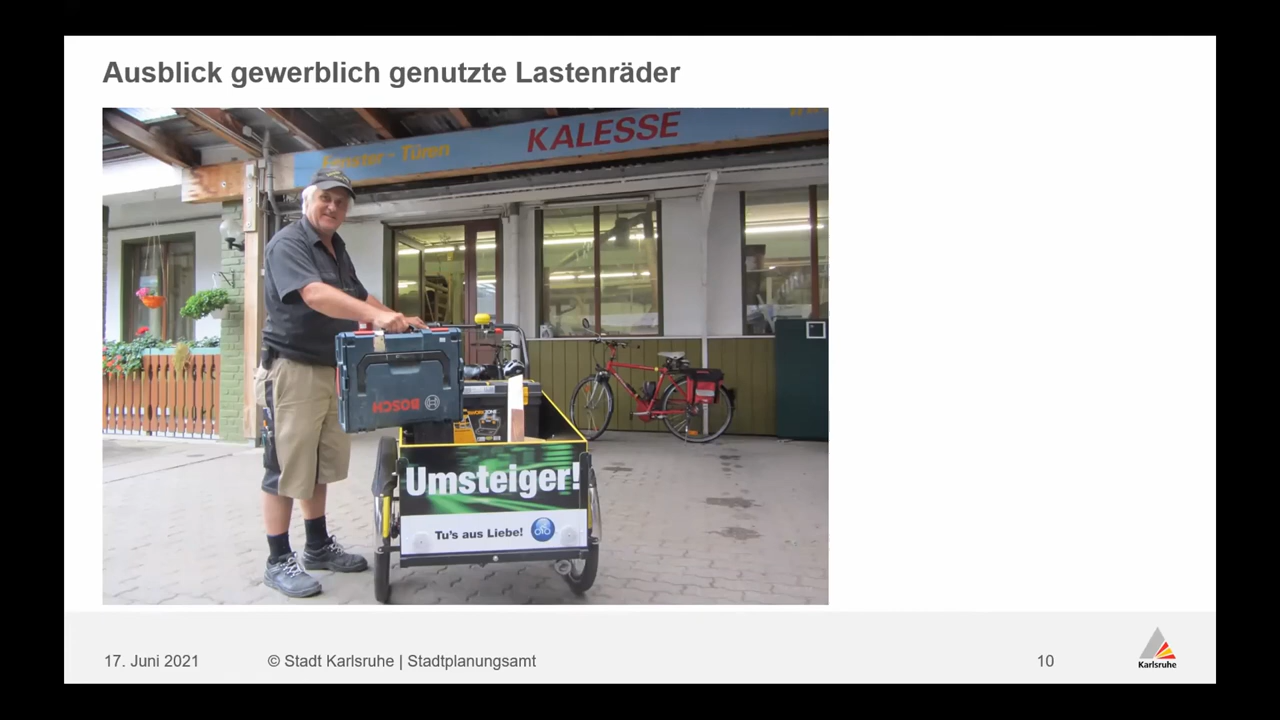 Ausblick gewerblich genutzte Lastenräder
KALESSE
Fenster - Türen
BOSCH
WORKZONE
Umsteiger!
Tu's aus Liebe!
17. Juni 2021
© Stadt Karlsruhe | Stadtplanungsamt
10
Karlsruhe